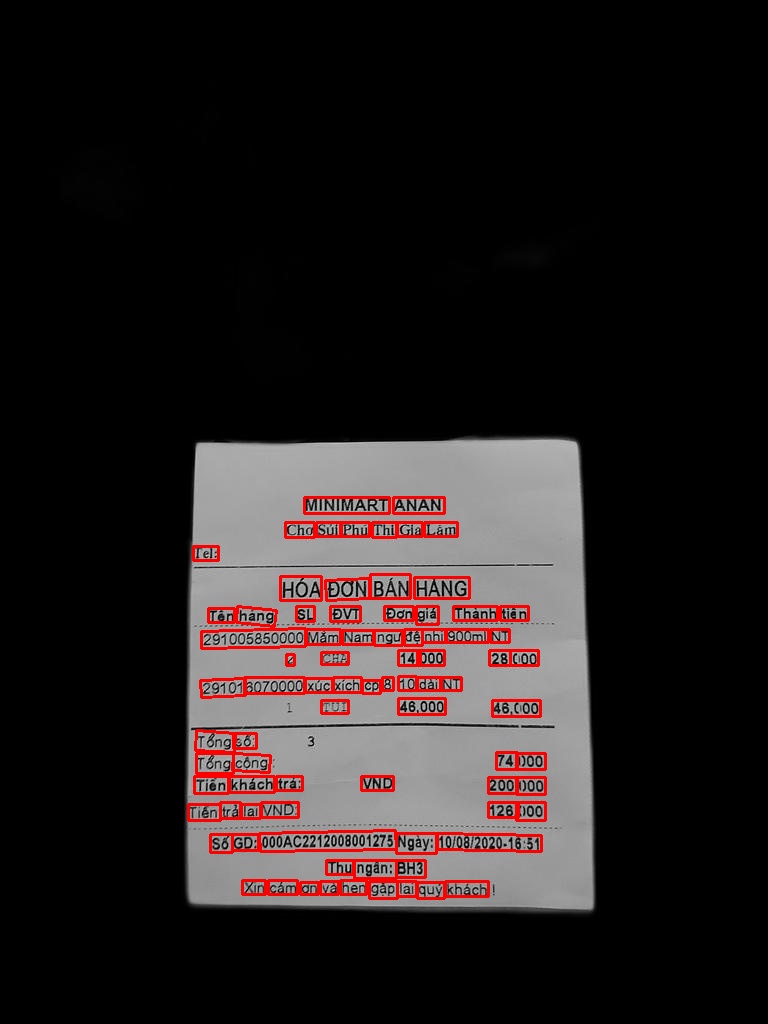 MINIMART ANAN
Chợ Sủi Phú Thị Gia Lâm
Tel:
HÓA ĐƠN BÁN HÀNG
Tên hàng SL ĐVT Đơn giá Thành tiền
291005850000 Mắm Nam ngư đệ nhị 900ml NT
2 CHA 14,000 28,000
291016070000 xúc xích cp 8 10 dài NT
1 TUI 46,000 46,000
Tổng số: 3
Tổng cộng: 74,000
Tiền khách trả: VND 200,000
Tiền trả lại VND: 126,000
Số GD: 000AC2212008001275 Ngày: 10/08/2020-16:51
Thu ngân: BH3
Xin cám ơn và hẹn gặp lại quý khách !